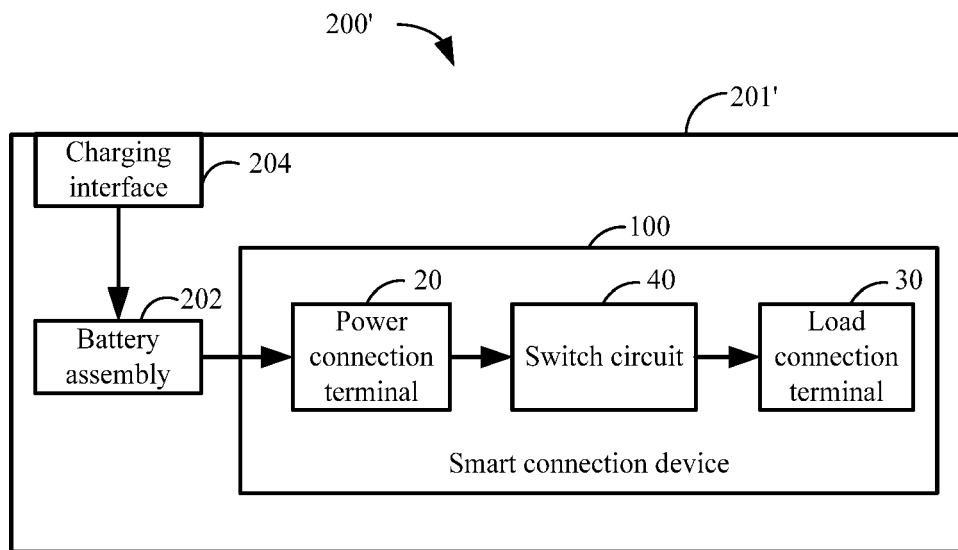 200'
201'
Charging
interface
204
100
202
20
40
30
Battery
assembly
Power
connection
terminal
Switch circuit
Load
connection
terminal
Smart connection device